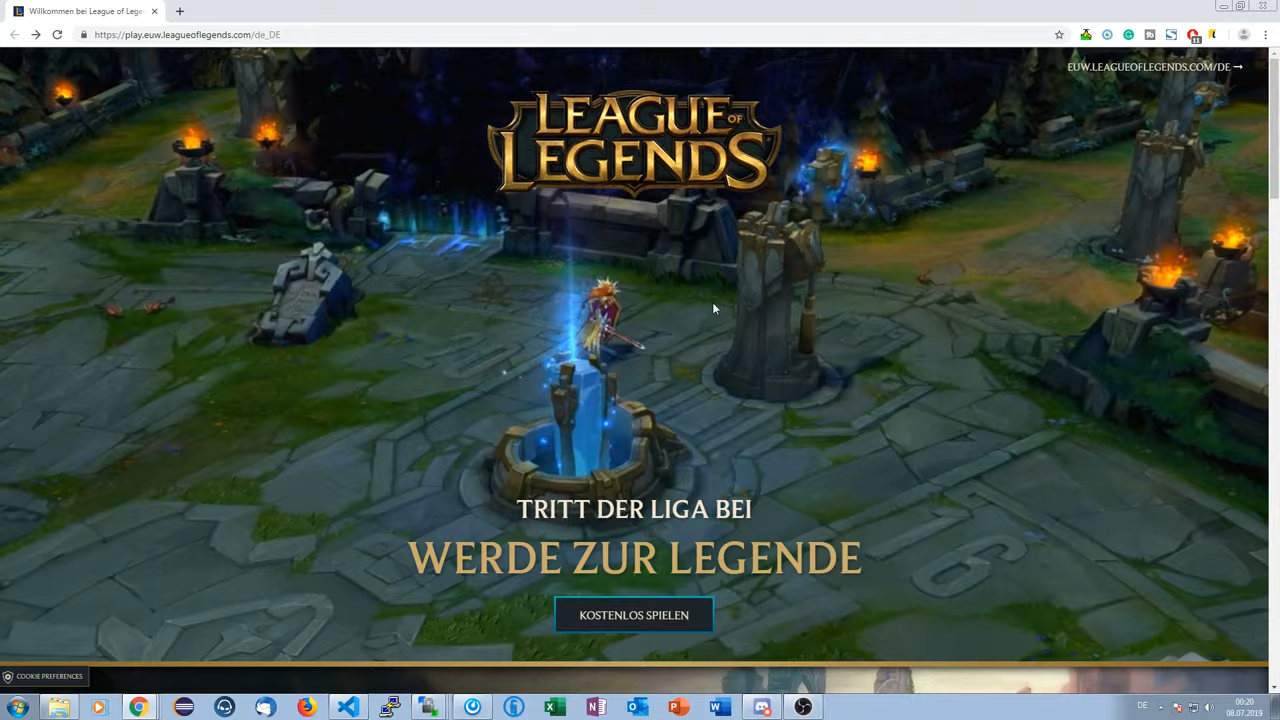 Willkommen bei League of Lege
https://play.euw.leagueoflegends.com/de_DE
11
EUW.LEAGUEOFLEGENDS.COM/DE →
LEAGUE OF
LEGENDS
TRITT DER LIGA BEI
WERDE ZUR LEGENDE
KOSTENLOS SPIELEN
COOKIE PREFERENCES
DE
00:20
08.07.2019